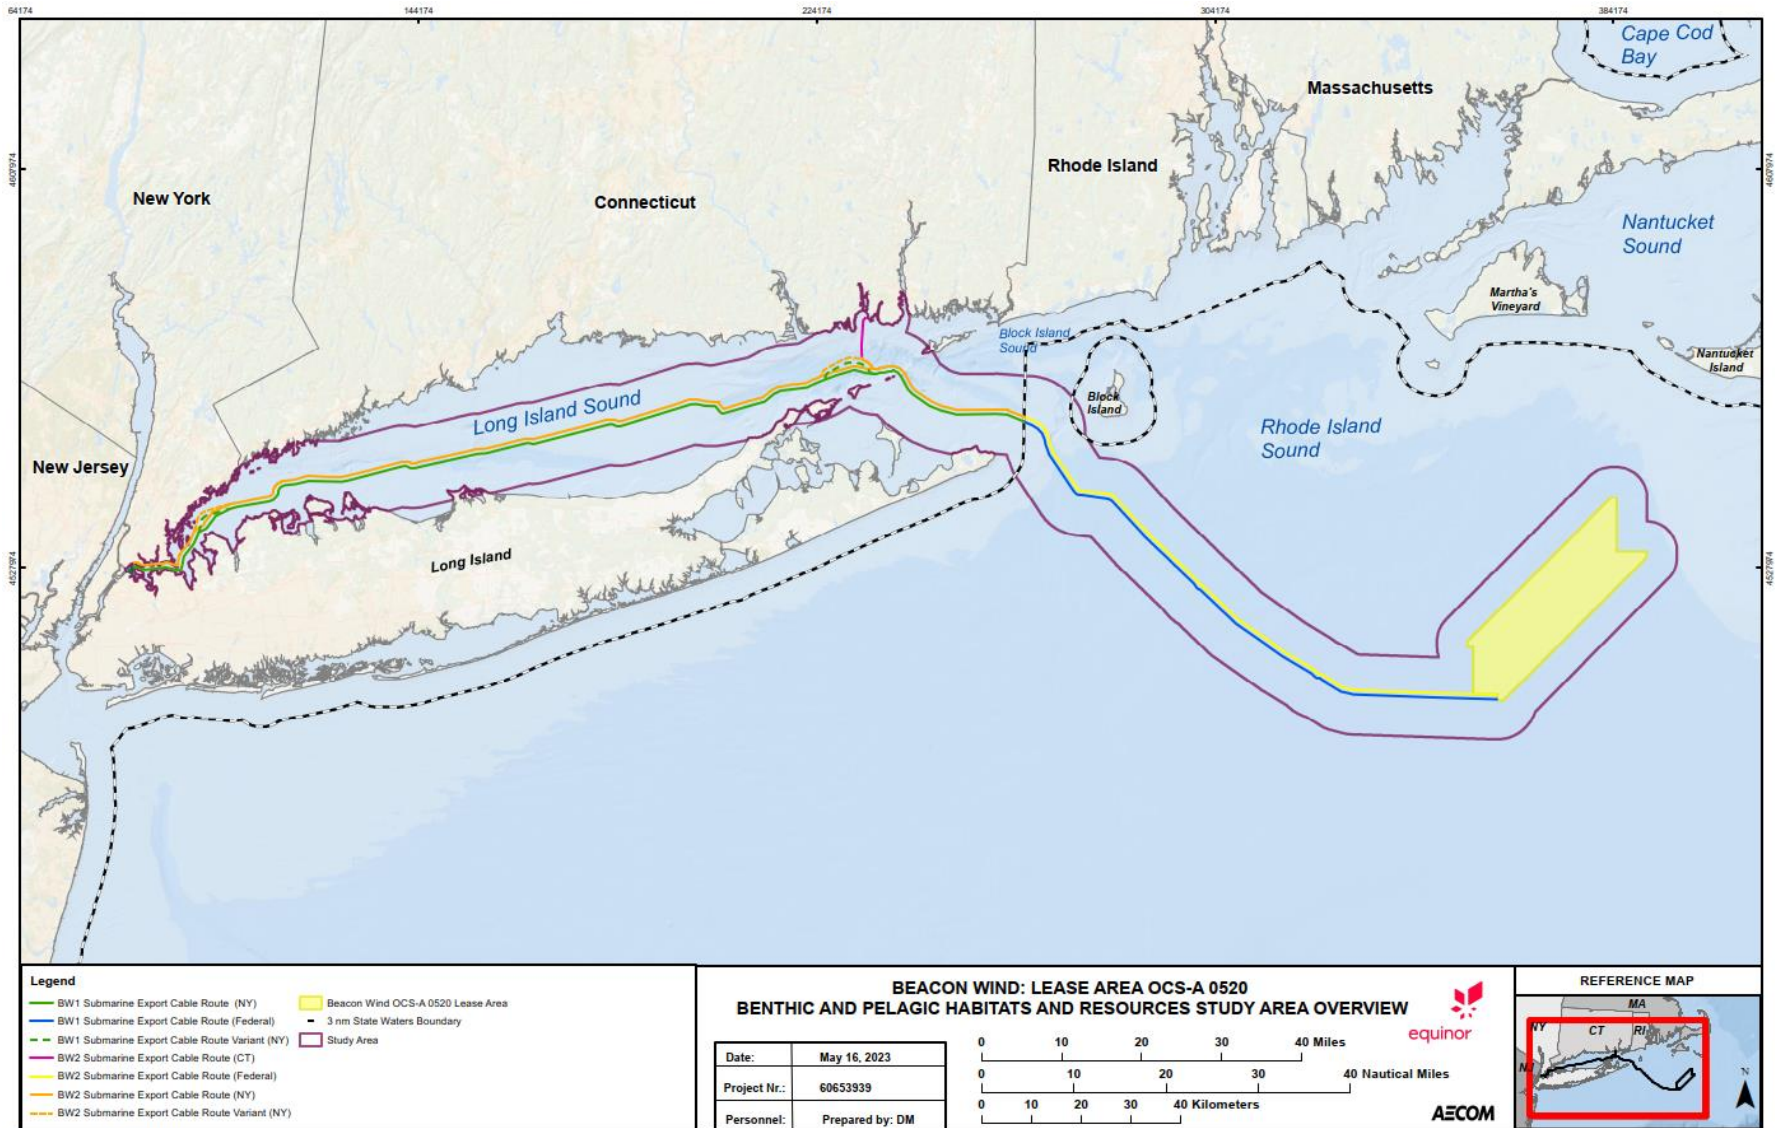 64174
144174
224174
304174
384174
Cape Cod
Bay
Massachusetts
4607974
4607974
Rhode Island
New York
Connecticut
Nantucket
Sound
Martha's
Vineyard
Block Island
Sound
Nantucket
Island
Block
Island
Long Island Sound
Rhode Island
Sound
New Jersey
Long Island
4527974
4527974
Legend
BW1 Submarine Export Cable Route (NY)
BW1 Submarine Export Cable Route (Federal)
BW1 Submarine Export Cable Route Variant (NY)
BW2 Submarine Export Cable Route (CT)
BW2 Submarine Export Cable Route (Federal)
BW2 Submarine Export Cable Route (NY)
BW2 Submarine Export Cable Route Variant (NY)
Beacon Wind OCS-A 0520 Lease Area
3 nm State Waters Boundary
Study Area
BEACON WIND: LEASE AREA OCS-A 0520
BENTHIC AND PELAGIC HABITATS AND RESOURCES STUDY AREA OVERVIEW
equinor
Date: May 16, 2023
Project Nr.: 60653939
Personnel: Prepared by: DM
0 10 20 30 40 Miles
0 10 20 30 40 Nautical Miles
0 10 20 30 40 Kilometers
AECOM
REFERENCE MAP
MA
NY CT RI
NJ
N